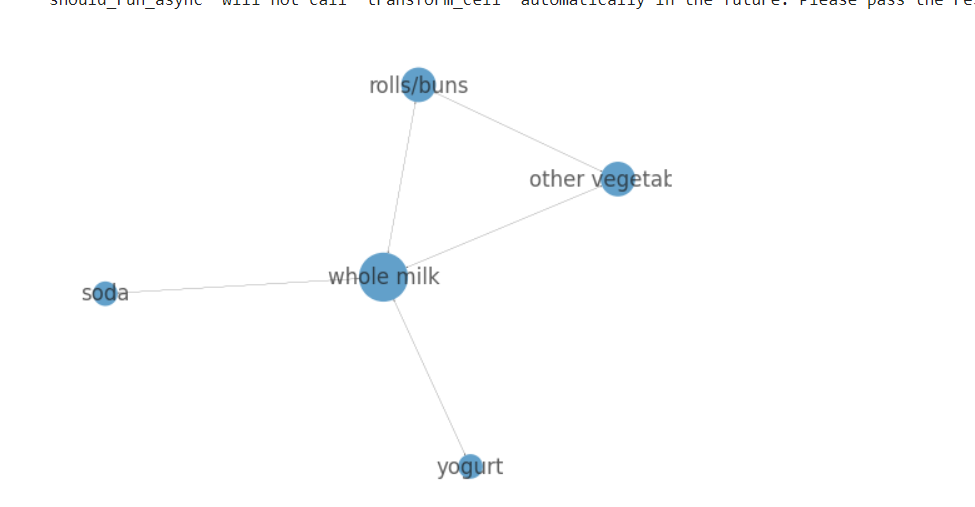 should_run_async` will not call `transform_cell` automatically in the future. Please pass the re
rolls/buns
other vegetab
whole milk
soda
yogurt